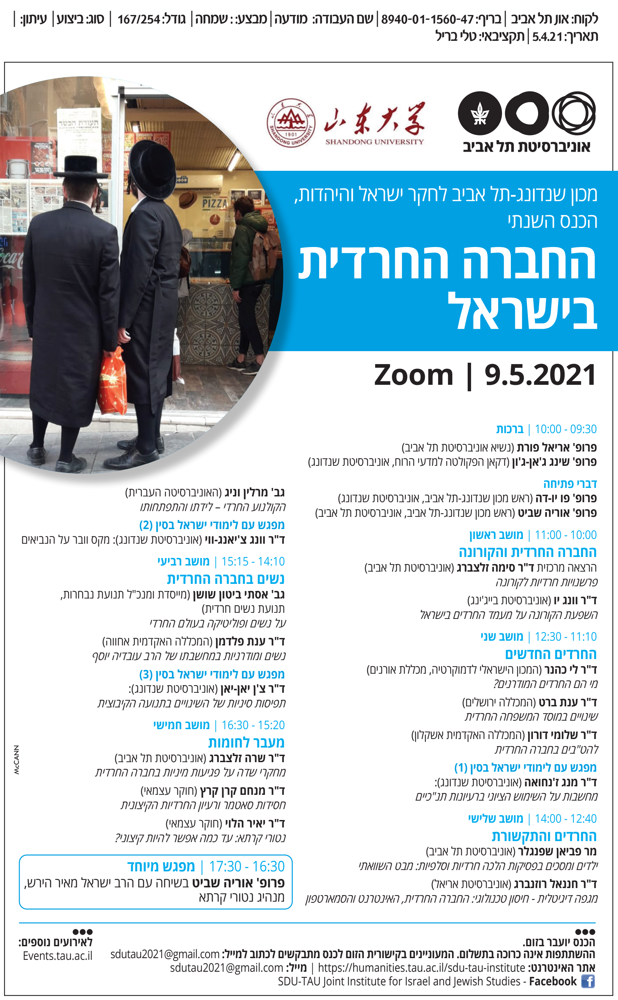 לקוח: אונ תל אביב | בריף: 8940-01-1560-47 | שם העבודה: מודעה | מבצע: : שמחה | גודל: 167/254 | סוג: ביצוע | עיתון: |
תאריך: 5.4.21 | תקציבאי: טלי בריל
אוניברסיטת תל אביב
山东大学
SHANDONG UNIVERSITY
1901
SHANDONG UNIVERSITY
תעודת הכשר
KOSHER CERTIFICATE
PIZZA
מכון שנדונג-תל אביב לחקר ישראל והיהדות,
הכנס השנתי
החברה החרדית
בישראל
Zoom | 9.5.2021
09:30 - 10:00 | ברכות
פרופ' אריאל פורת (נשיא אוניברסיטת תל אביב)
פרופ' שינג ג'אן-ג'ון (דקאן הפקולטה למדעי הרוח, אוניברסיטת שנדונג)
דברי פתיחה
פרופ' פו יו-דה (ראש מכון שנדונג-תל אביב, אוניברסיטת שנדונג)
פרופ' אוריה שביט (ראש מכון שנדונג-תל אביב, אוניברסיטת תל אביב)
10:00 - 11:00 | מושב ראשון
החברה החרדית והקורונה
הרצאה מרכזית ד"ר סימה זלצברג (אוניברסיטת תל אביב)
פרשנויות חרדיות לקורונה
ד"ר וונג יו (אוניברסיטת בייג'ינג)
השפעת הקורונה על מעמד החרדים בישראל
11:10 - 12:30 | מושב שני
החרדים החדשים
ד"ר לי כהנר (המכון הישראלי לדמוקרטיה, מכללת אורנים)
מי הם החרדים המודרנים?
ד"ר ענת ברט (המכללה ירושלים)
שינויים במוסד המשפחה החרדית
ד"ר שלומי דורון (המכללה האקדמית אשקלון)
להט"בים בחברה החרדית
מפגש עם לימודי ישראל בסין (1)
ד"ר מנג ז'נחואה (אוניברסיטת שנדונג):
מחשבות על השימוש הציוני ברעיונות תנ"כיים
12:40 - 14:00 | מושב שלישי
החרדים והתקשורת
מר פביאן שפנגלר (אוניברסיטת תל אביב)
ילדים ומסכים בפסיקות הלכה חרדיות וסלפיות: מבט השוואתי
ד"ר חננאל רוזנברג (אוניברסיטת אריאל)
מגפה דיגיטלית - חיסון טכנולוגי: החברה החרדית, האינטרנט והסמארטפון
גב' מרלין וניג (האוניברסיטה העברית)
הקולנוע החרדי – לידתו והתפתחותו
מפגש עם לימודי ישראל בסין (2)
ד"ר וונג צ'יאנג-ווי (אוניברסיטת שנדונג): מקס וובר על הנביאים
14:10 - 15:15 | מושב רביעי
נשים בחברה החרדית
גב' אסתי ביטון שושן (מייסדת ומנכ"ל תנועת נבחרות,
תנועת נשים חרדית)
על נשים ופוליטיקה בעולם החרדי
ד"ר ענת פלדמן (המכללה האקדמית אחווה)
נשים ומודרניות במחשבתו של הרב עובדיה יוסף
מפגש עם לימודי ישראל בסין (3)
ד"ר צ'ן יאן-יאן (אוניברסיטת שנדונג):
תפיסות סיניות של השינויים בתנועה הקיבוצית
15:20 - 16:30 | מושב חמישי
מעבר לחומות
ד"ר שרה זלצברג (אוניברסיטת תל אביב)
מחקרי שדה על פגיעות מיניות בחברה החרדית
ד"ר מנחם קרן קרץ (חוקר עצמאי)
חסידות סאטמר ורעיון החרדיות הקיצונית
ד"ר יאיר הלוי (חוקר עצמאי)
נטורי קרתא: עד כמה אפשר להיות קיצוני?
16:30 - 17:30 | מפגש מיוחד
פרופ' אוריה שביט בשיחה עם הרב ישראל מאיר הירש,
מנהיג נטורי קרתא
McCANN
הכנס יועבר בזום.
ההשתתפות אינה כרוכה בתשלום. המעוניינים בקישורית הזום לכנס מתבקשים לכתוב למייל: sdutau2021@gmail.com
אתר האינטרנט: https://humanities.tau.ac.il/sdu-tau-institute | מייל: sdutau2021@gmail.com
SDU-TAU Joint Institute for Israel and Jewish Studies - Facebook
לאירועים נוספים:
Events.tau.ac.il